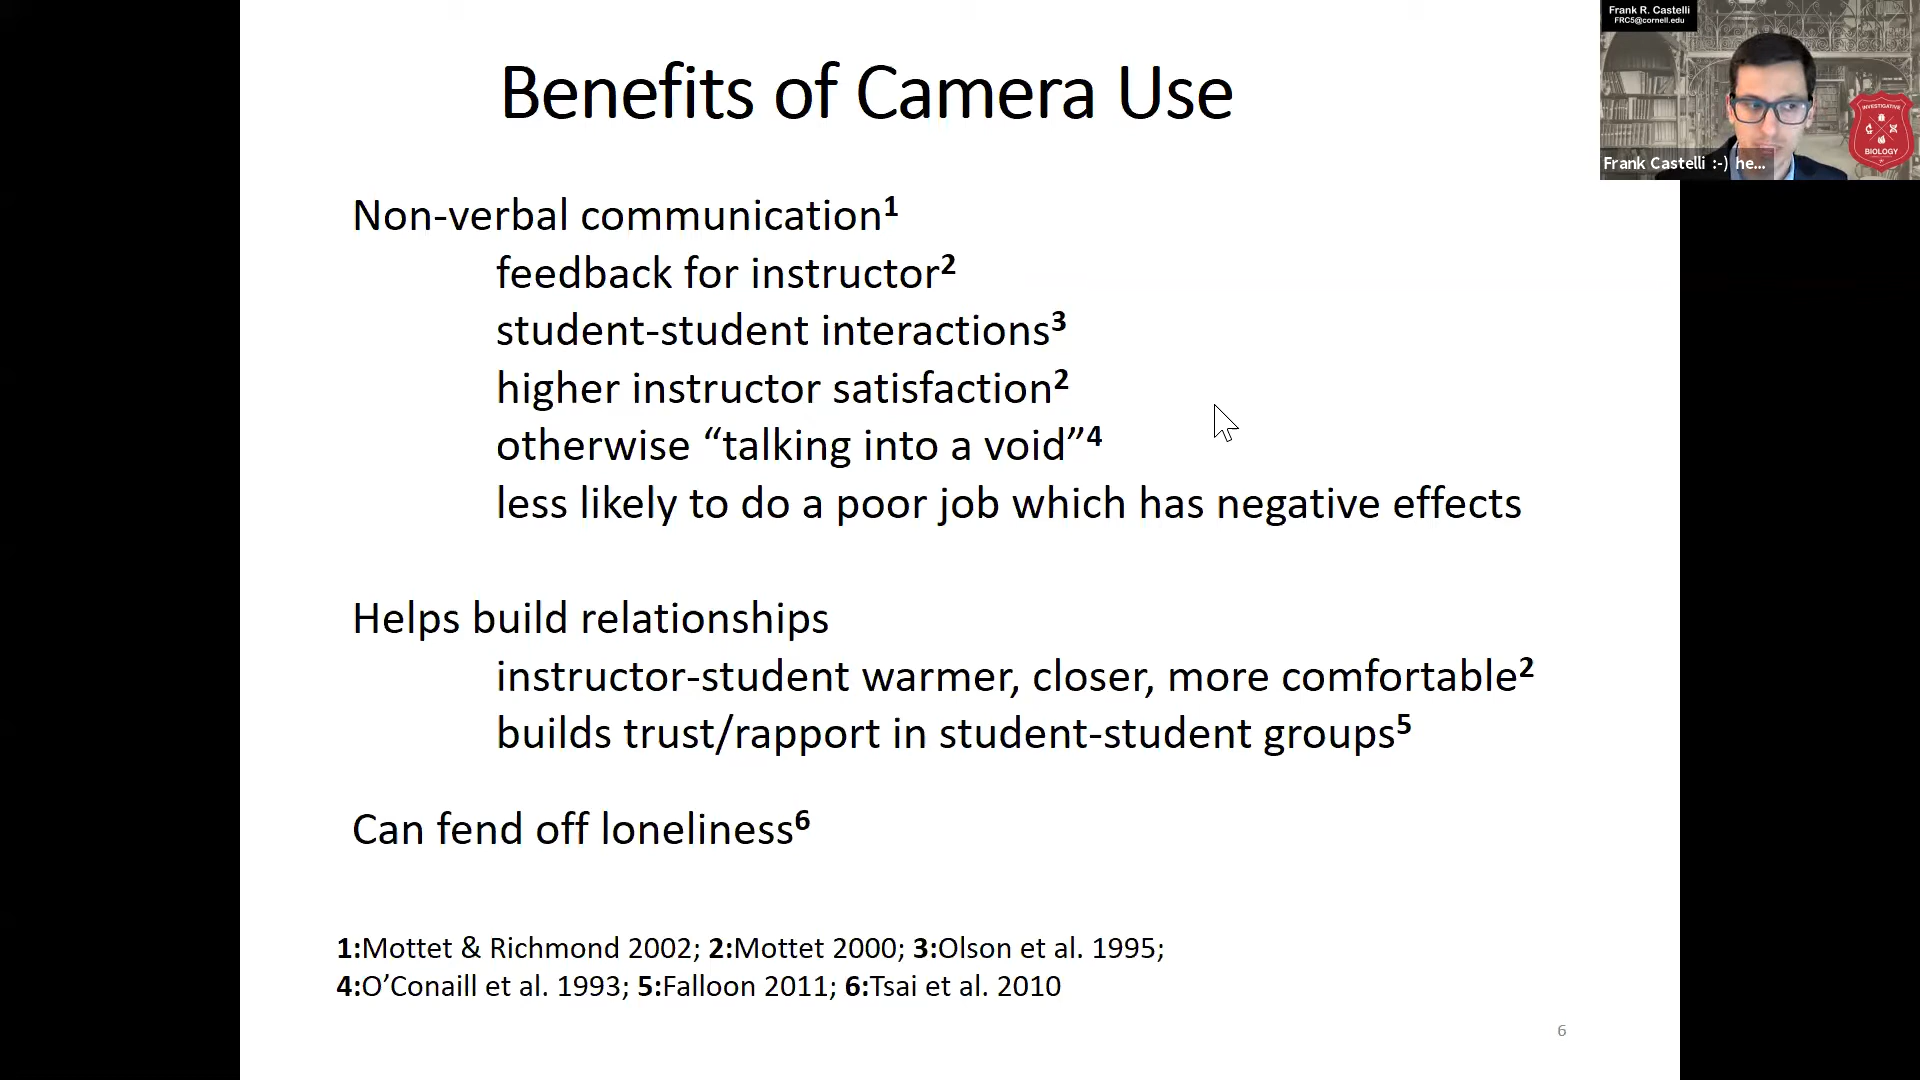 Frank R. Castelli
FRC5@cornell.edu
INVESTIGATIVE
BIOLOGY
Frank Castelli :-) he...
Benefits of Camera Use
Non-verbal communication¹
feedback for instructor²
student-student interactions³
higher instructor satisfaction²
otherwise “talking into a void”⁴
less likely to do a poor job which has negative effects
Helps build relationships
instructor-student warmer, closer, more comfortable²
builds trust/rapport in student-student groups⁵
Can fend off loneliness⁶
1:Mottet & Richmond 2002; 2:Mottet 2000; 3:Olson et al. 1995;
4:O’Conaill et al. 1993; 5:Falloon 2011; 6:Tsai et al. 2010
6